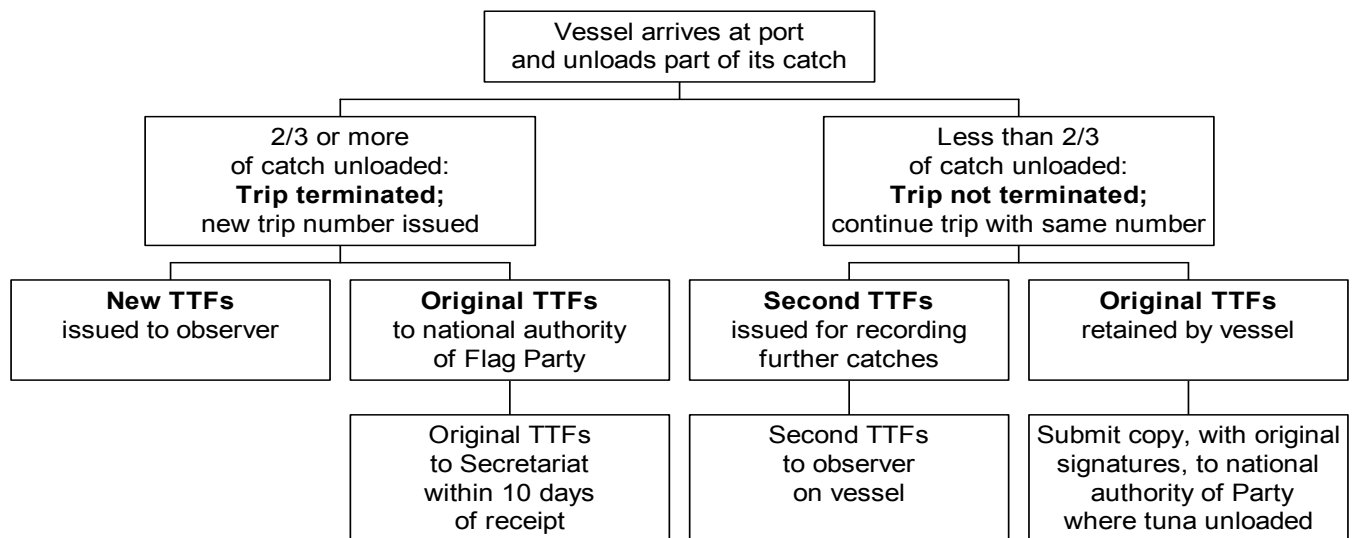 Vessel arrives at port
and unloads part of its catch
2/3 or more
of catch unloaded:
Trip terminated;
new trip number issued
Less than 2/3
of catch unloaded:
Trip not terminated;
continue trip with same number
New TTFs
issued to observer
Original TTFs
to national authority
of Flag Party
Second TTFs
issued for recording
further catches
Original TTFs
retained by vessel
Original TTFs
to Secretariat
within 10 days
of receipt
Second TTFs
to observer
on vessel
Submit copy, with original
signatures, to national
authority of Party
where tuna unloaded